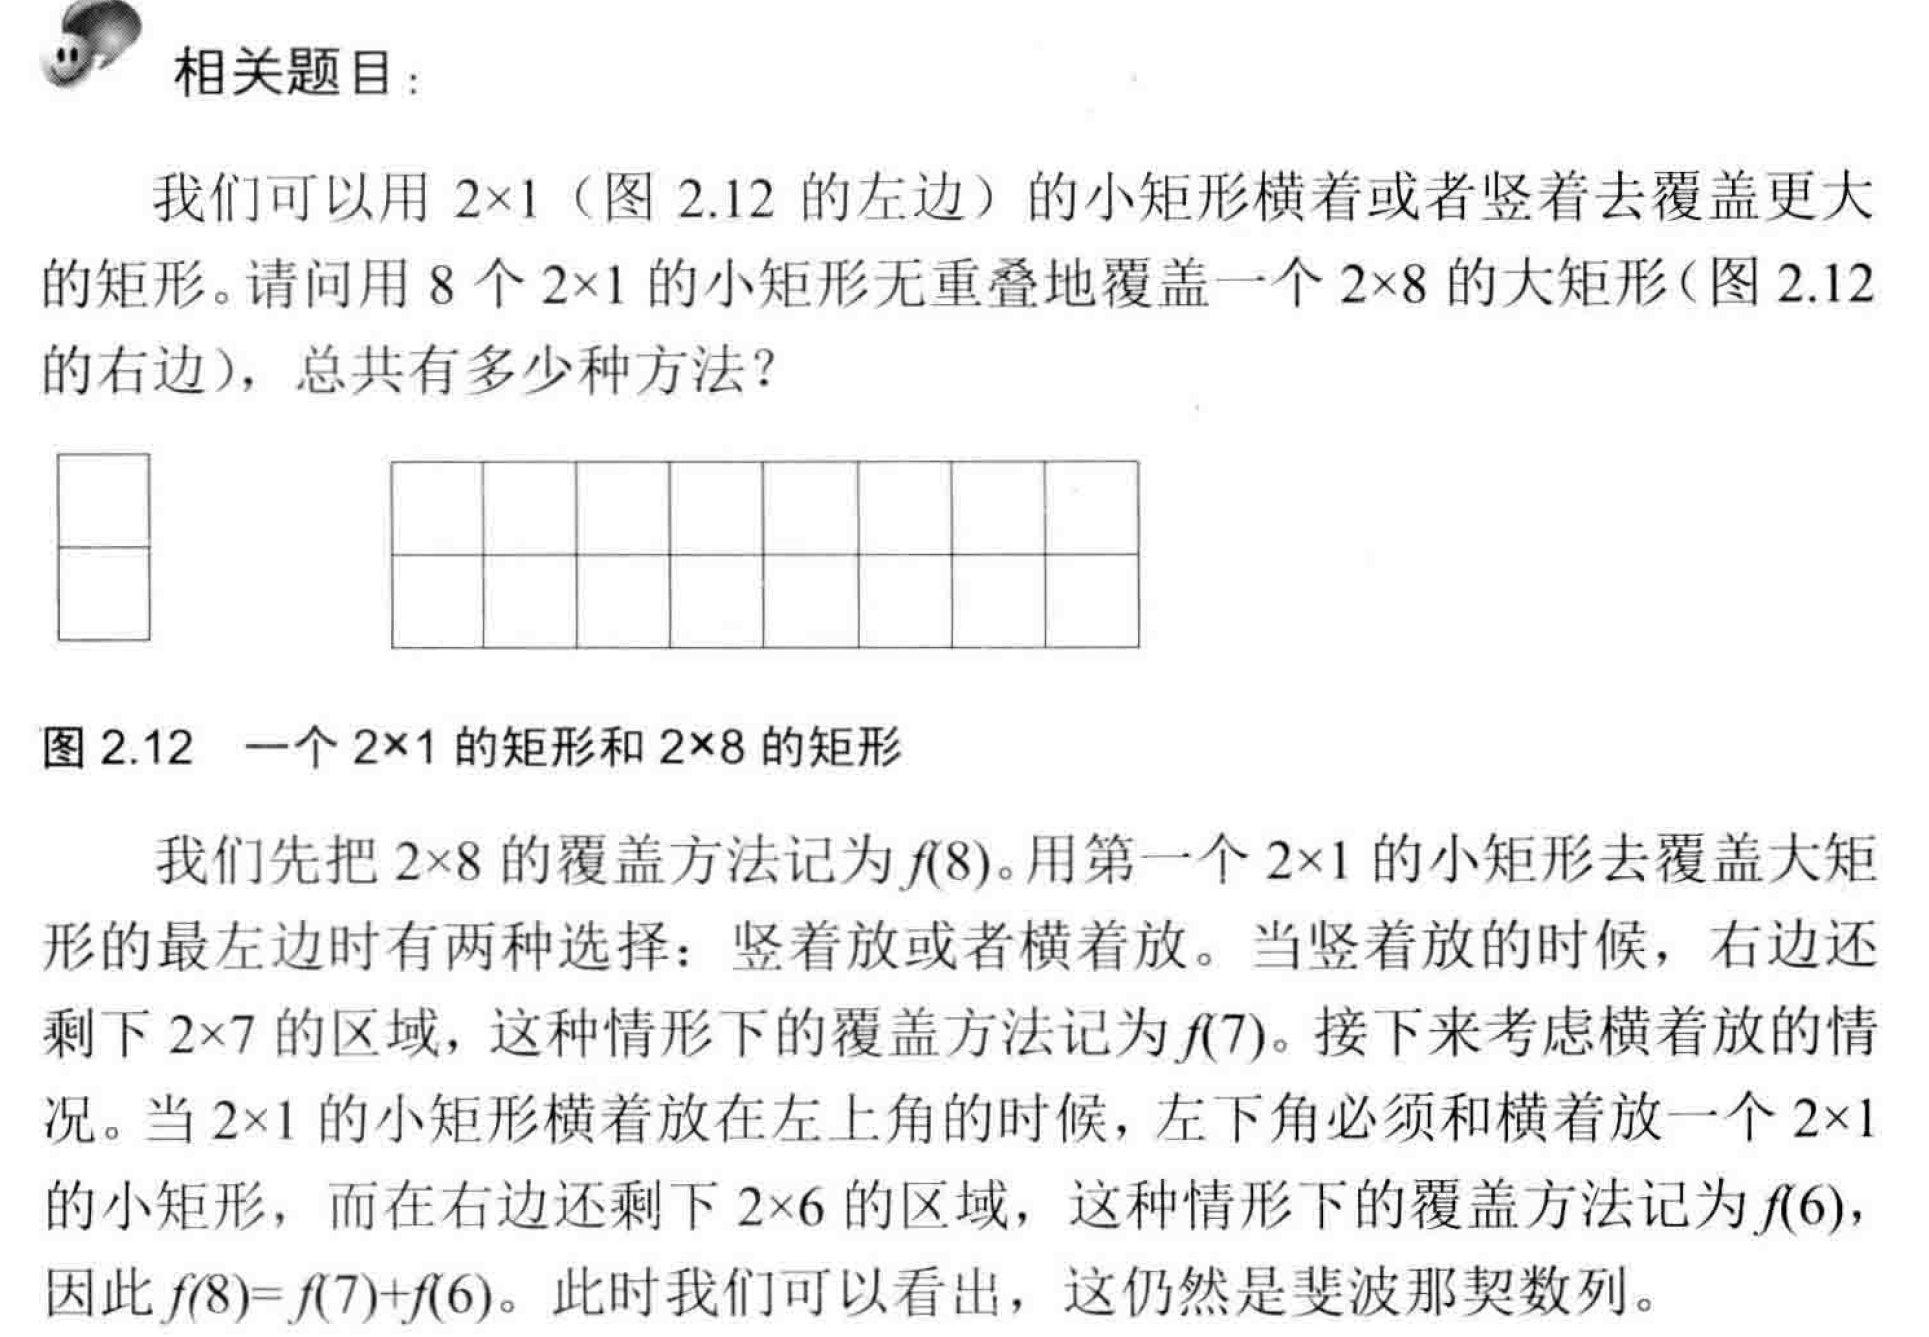 相关题目：
我们可以用 2×1（图 2.12 的左边）的小矩形横着或者竖着去覆盖更大
的矩形。请问用 8 个 2×1 的小矩形无重叠地覆盖一个 2×8 的大矩形（图 2.12
的右边），总共有多少种方法？
图 2.12 一个 2×1 的矩形和 2×8 的矩形
我们先把 2×8 的覆盖方法记为 f(8)。用第一个 2×1 的小矩形去覆盖大矩
形的最左边时有两种选择：竖着放或者横着放。当竖着放的时候，右边还
剩下 2×7 的区域，这种情形下的覆盖方法记为 f(7)。接下来考虑横着放的情
况。当 2×1 的小矩形横着放在左上角的时候，左下角必须和横着放一个 2×1
的小矩形，而在右边还剩下 2×6 的区域，这种情形下的覆盖方法记为 f(6)，
因此 f(8)= f(7)+f(6)。此时我们可以看出，这仍然是斐波那契数列。